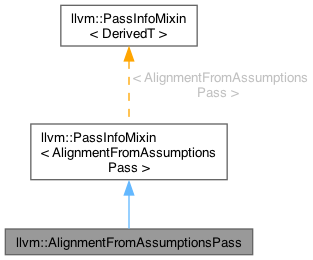 llvm::PassInfoMixin
< DerivedT >
< AlignmentFromAssumptions
Pass >
llvm::PassInfoMixin
< AlignmentFromAssumptions
Pass >
llvm::AlignmentFromAssumptionsPass